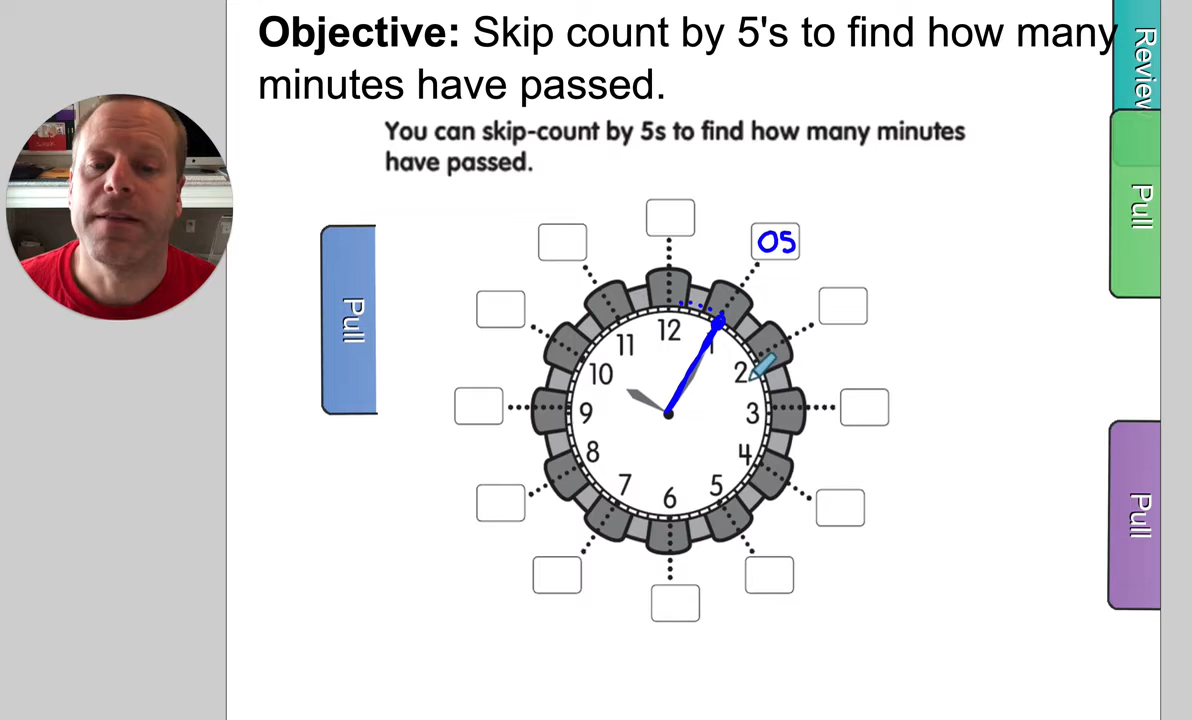 Objective: Skip count by 5's to find how many
minutes have passed.
Review
You can skip-count by 5s to find how many minutes
have passed.
Pull
Pull
Pull
05
12
11
1
10
2
9
3
8
4
7
5
6